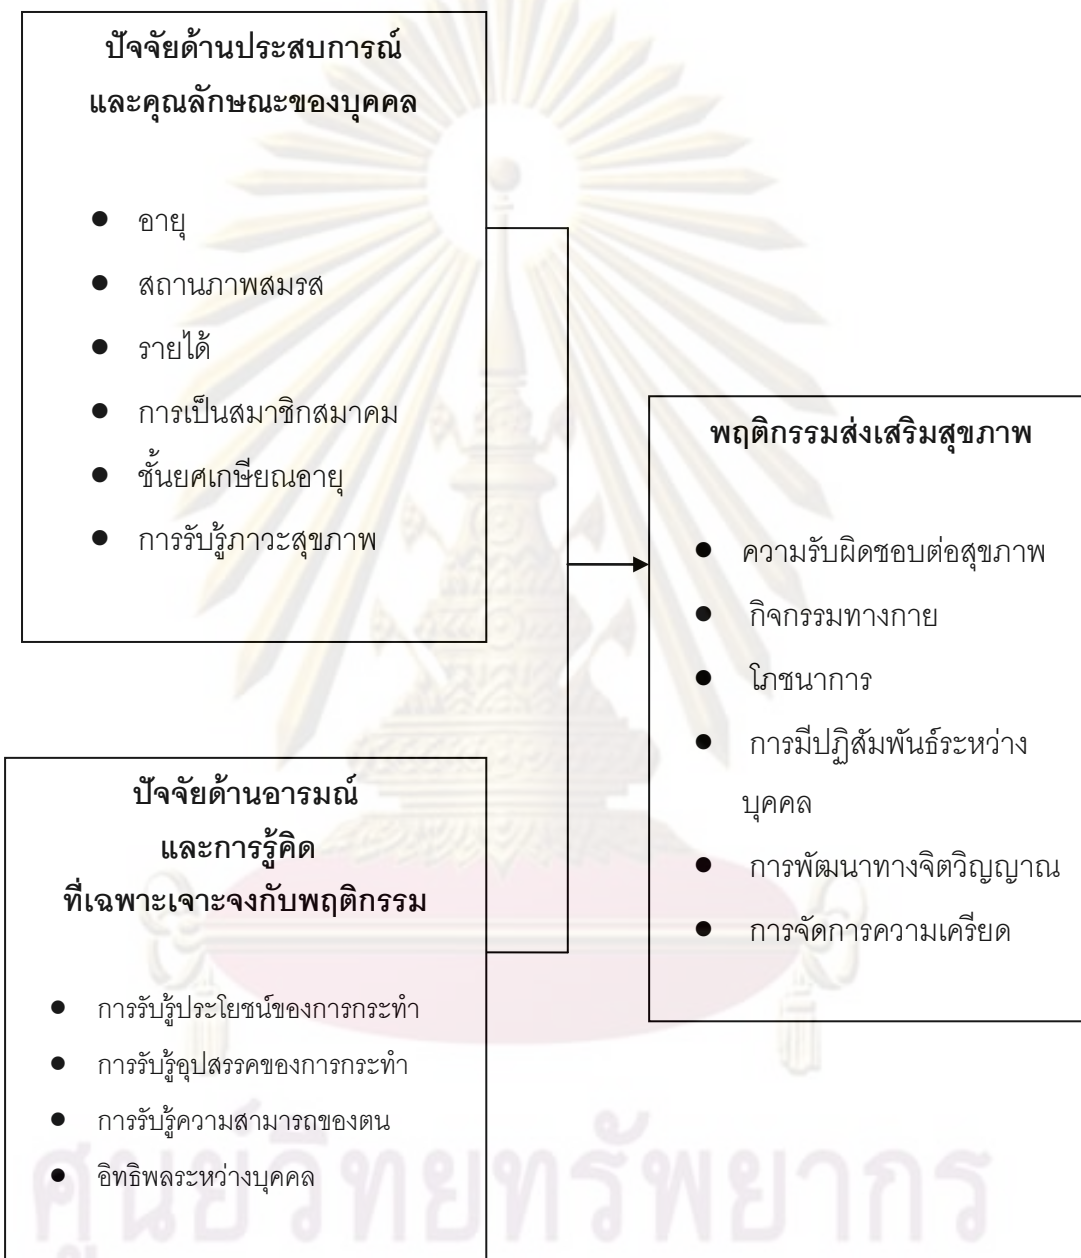 ปัจจัยด้านประสบการณ์
และคุณลักษณะของบุคคล
● อายุ
● สถานภาพสมรส
● รายได้
● การเป็นสมาชิกสมาคม
● ชั้นยศเกษียณอายุ
● การรับรู้ภาวะสุขภาพ
ปัจจัยด้านอารมณ์
และการรู้คิด
ที่เฉพาะเจาะจงกับพฤติกรรม
● การรับรู้ประโยชน์ของการกระทำ
● การรับรู้อุปสรรคของการกระทำ
● การรับรู้ความสามารถของตน
● อิทธิพลระหว่างบุคคล
พฤติกรรมส่งเสริมสุขภาพ
● ความรับผิดชอบต่อสุขภาพ
● กิจกรรมทางกาย
● โภชนาการ
● การมีปฏิสัมพันธ์ระหว่าง
บุคคล
● การพัฒนาทางจิตวิญญาณ
● การจัดการความเครียด
ศูนย์วิทยทรัพยากร